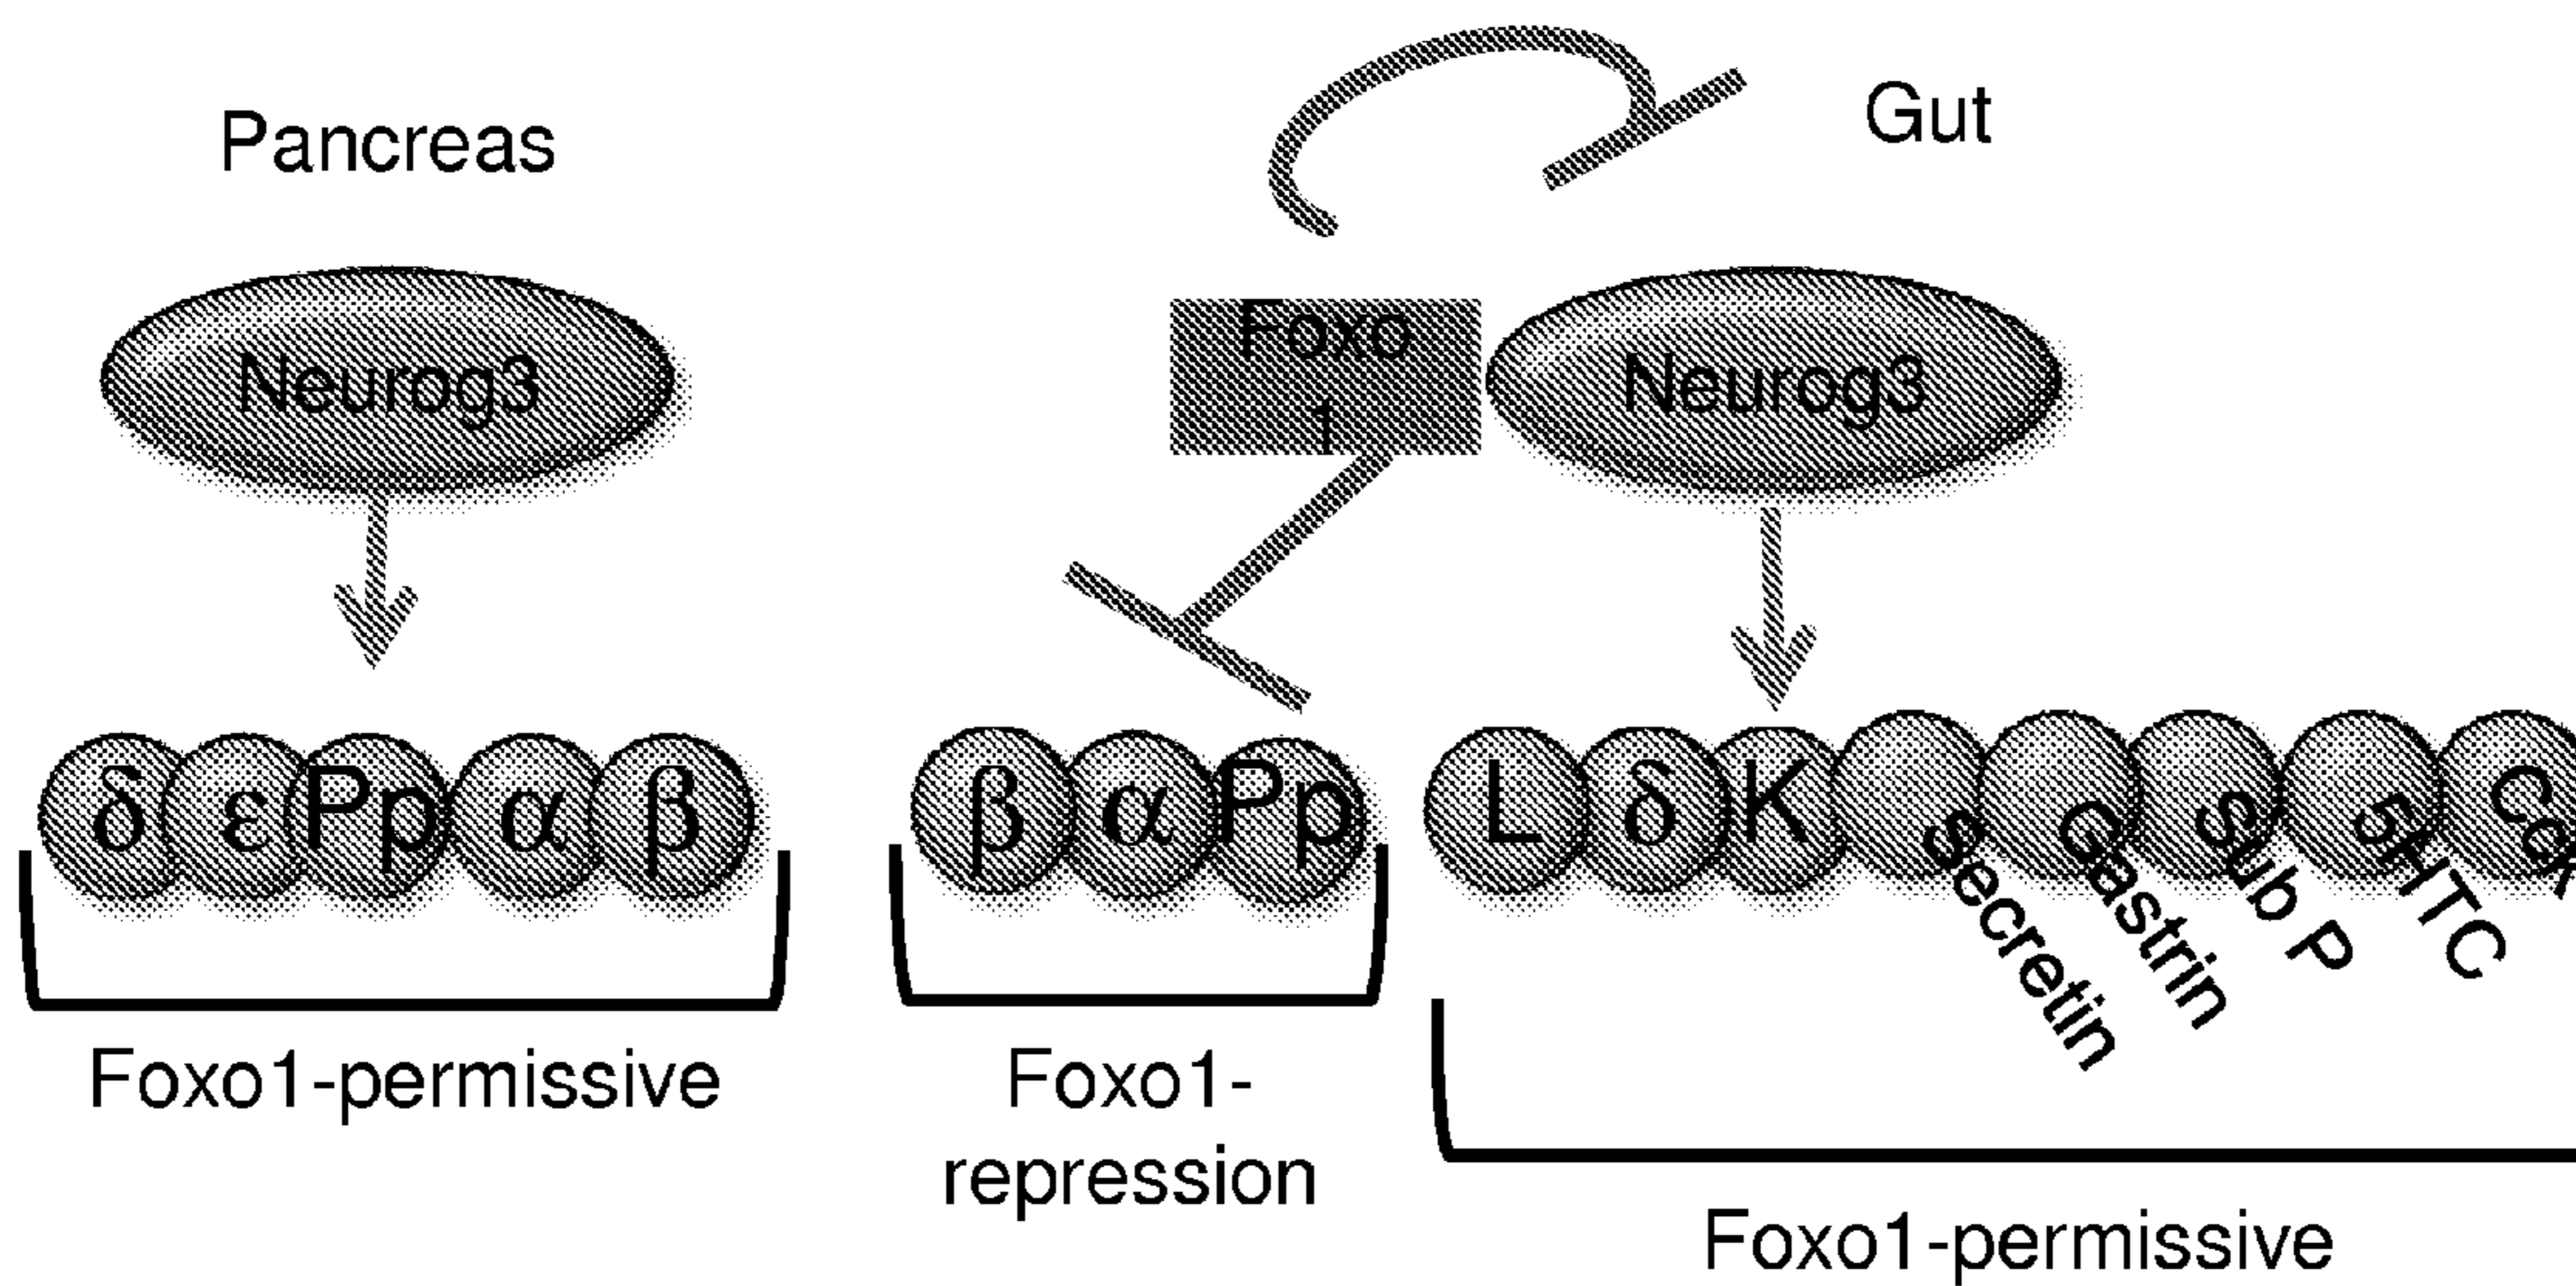 Pancreas
Gut
Neurog3
Foxo
1
Neurog3
δ ε Pp α β
β α Pp
L δ K
Secretin
Gastrin
Sub P
5HTC
Foxo1-permissive
Foxo1-
repression
Foxo1-permissive